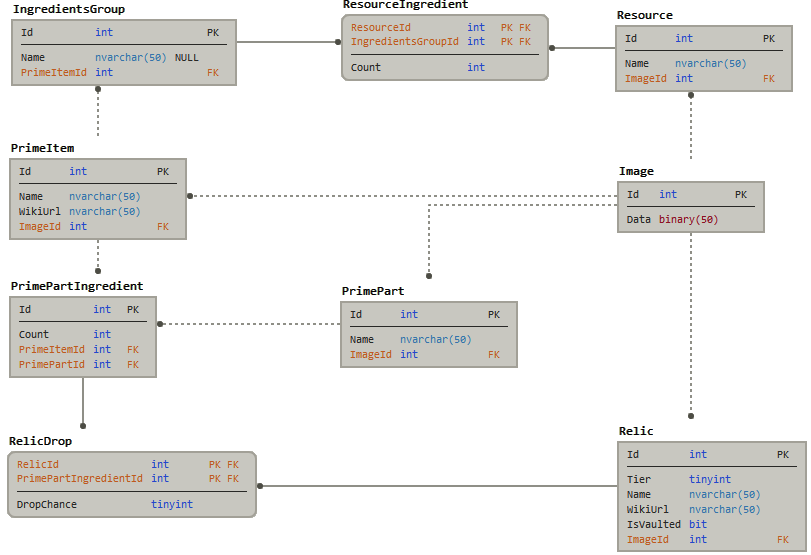 IngredientsGroup
Id int PK
Name nvarchar(50) NULL
PrimeItemId int FK
ResourceIngredient
ResourceId int PK FK
IngredientsGroupId int PK FK
Count int
Resource
Id int PK
Name nvarchar(50)
ImageId int FK
PrimeItem
Id int PK
Name nvarchar(50)
WikiUrl nvarchar(50)
ImageId int FK
Image
Id int PK
Data binary(50)
PrimePartIngredient
Id int PK
Count int
PrimeItemId int FK
PrimePartId int FK
PrimePart
Id int PK
Name nvarchar(50)
ImageId int FK
RelicDrop
RelicId int PK FK
PrimePartIngredientId int PK FK
DropChance tinyint
Relic
Id int PK
Tier tinyint
Name nvarchar(50)
WikiUrl nvarchar(50)
IsVaulted bit
ImageId int FK